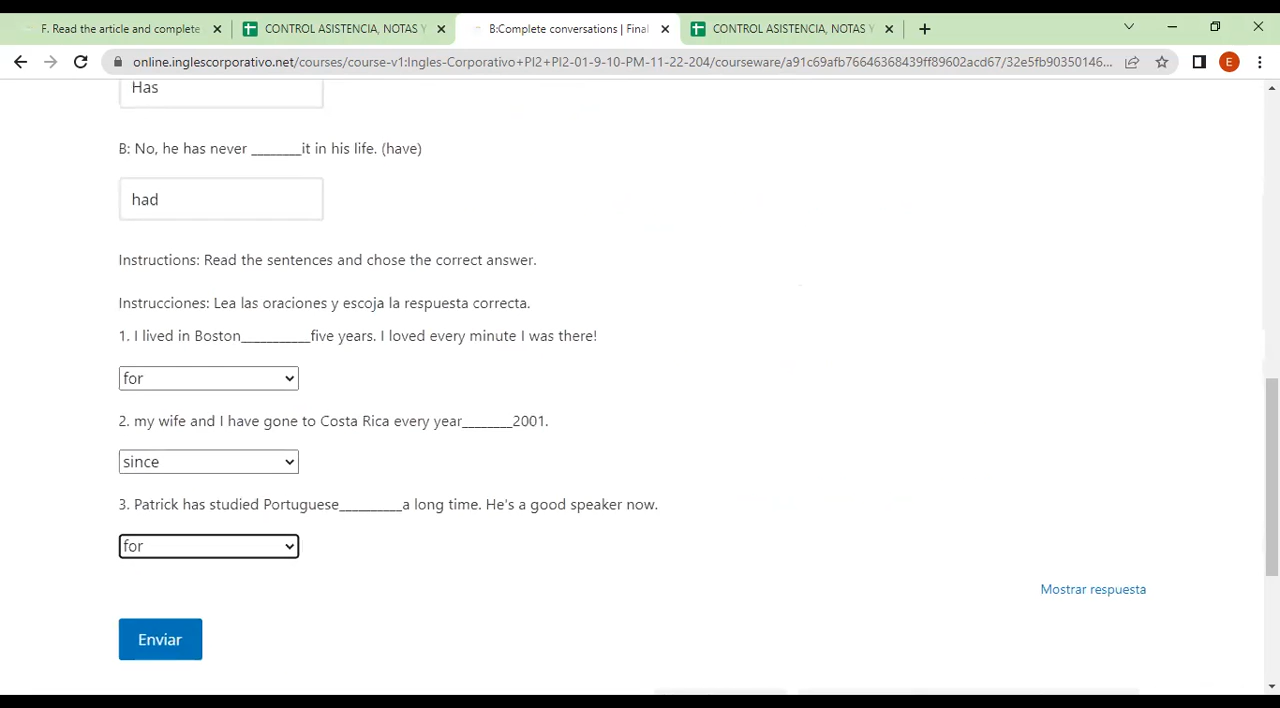 F. Read the article and complete
CONTROL ASISTENCIA, NOTAS Y
B:Complete conversations | Final
CONTROL ASISTENCIA, NOTAS Y
online.inglescorporativo.net/courses/course-v1:Ingles-Corporativo+PI2+PI2-01-9-10-PM-11-22-204/courseware/a91c69afb76646368439ff89602acd67/32e5fb90350146...
E
Has
B: No, he has never ________it in his life. (have)
had
Instructions: Read the sentences and chose the correct answer.
Instrucciones: Lea las oraciones y escoja la respuesta correcta.
1. I lived in Boston___________five years. I loved every minute I was there!
for
2. my wife and I have gone to Costa Rica every year________2001.
since
3. Patrick has studied Portuguese__________a long time. He's a good speaker now.
for
Mostrar respuesta
Enviar